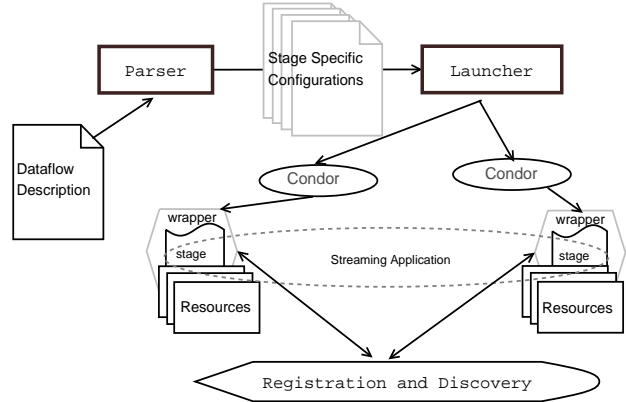 Parser
Stage Specific
Configurations
Launcher
Dataflow
Description
Condor
Condor
wrapper
stage
Resources
Streaming Application
wrapper
stage
Resources
Registration and Discovery